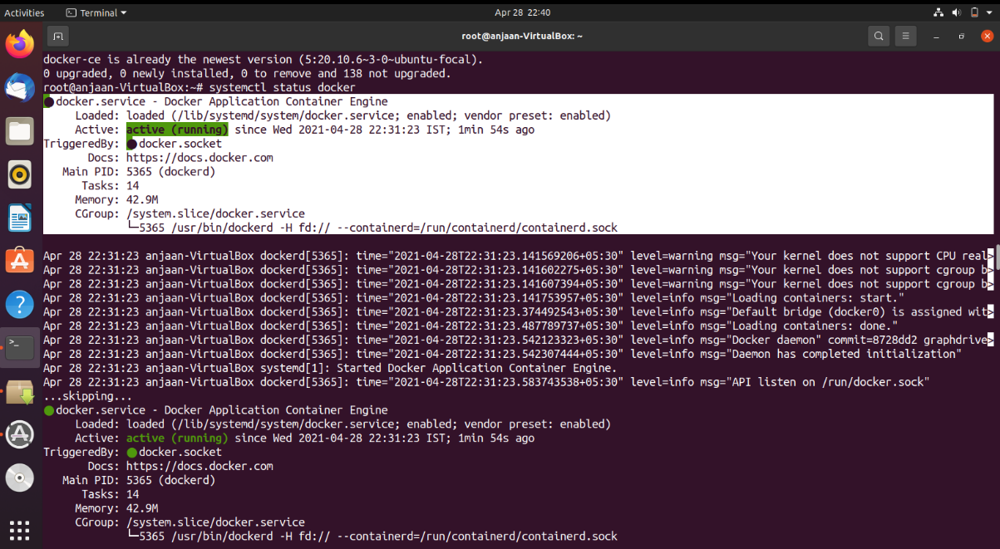 Activities
Terminal
Apr 28 22:40
root@anjaan-VirtualBox: ~
docker-ce is already the newest version (5:20.10.6~3-0~ubuntu-focal).
0 upgraded, 0 newly installed, 0 to remove and 138 not upgraded.
root@anjaan-VirtualBox:~# systemctl status docker
● docker.service - Docker Application Container Engine
Loaded: loaded (/lib/systemd/system/docker.service; enabled; vendor preset: enabled)
Active: active (running) since Wed 2021-04-28 22:31:23 IST; 1min 54s ago
TriggeredBy: ● docker.socket
Docs: https://docs.docker.com
Main PID: 5365 (dockerd)
Tasks: 14
Memory: 42.9M
CGroup: /system.slice/docker.service
└─5365 /usr/bin/dockerd -H fd:// --containerd=/run/containerd/containerd.sock
Apr 28 22:31:23 anjaan-VirtualBox dockerd[5365]: time="2021-04-28T22:31:23.141569206+05:30" level=warning msg="Your kernel does not support CPU real>
Apr 28 22:31:23 anjaan-VirtualBox dockerd[5365]: time="2021-04-28T22:31:23.141602275+05:30" level=warning msg="Your kernel does not support cgroup b>
Apr 28 22:31:23 anjaan-VirtualBox dockerd[5365]: time="2021-04-28T22:31:23.141607394+05:30" level=warning msg="Your kernel does not support cgroup b>
Apr 28 22:31:23 anjaan-VirtualBox dockerd[5365]: time="2021-04-28T22:31:23.141753957+05:30" level=info msg="Loading containers: start."
Apr 28 22:31:23 anjaan-VirtualBox dockerd[5365]: time="2021-04-28T22:31:23.374492543+05:30" level=info msg="Default bridge (docker0) is assigned wit>
Apr 28 22:31:23 anjaan-VirtualBox dockerd[5365]: time="2021-04-28T22:31:23.487789737+05:30" level=info msg="Loading containers: done."
Apr 28 22:31:23 anjaan-VirtualBox dockerd[5365]: time="2021-04-28T22:31:23.542123323+05:30" level=info msg="Docker daemon" commit=8728dd2 graphdrive>
Apr 28 22:31:23 anjaan-VirtualBox dockerd[5365]: time="2021-04-28T22:31:23.542307444+05:30" level=info msg="Daemon has completed initialization"
Apr 28 22:31:23 anjaan-VirtualBox systemd[1]: Started Docker Application Container Engine.
Apr 28 22:31:23 anjaan-VirtualBox dockerd[5365]: time="2021-04-28T22:31:23.583743538+05:30" level=info msg="API listen on /run/docker.sock"
...skipping...
● docker.service - Docker Application Container Engine
Loaded: loaded (/lib/systemd/system/docker.service; enabled; vendor preset: enabled)
Active: active (running) since Wed 2021-04-28 22:31:23 IST; 1min 54s ago
TriggeredBy: ● docker.socket
Docs: https://docs.docker.com
Main PID: 5365 (dockerd)
Tasks: 14
Memory: 42.9M
CGroup: /system.slice/docker.service
└─5365 /usr/bin/dockerd -H fd:// --containerd=/run/containerd/containerd.sock